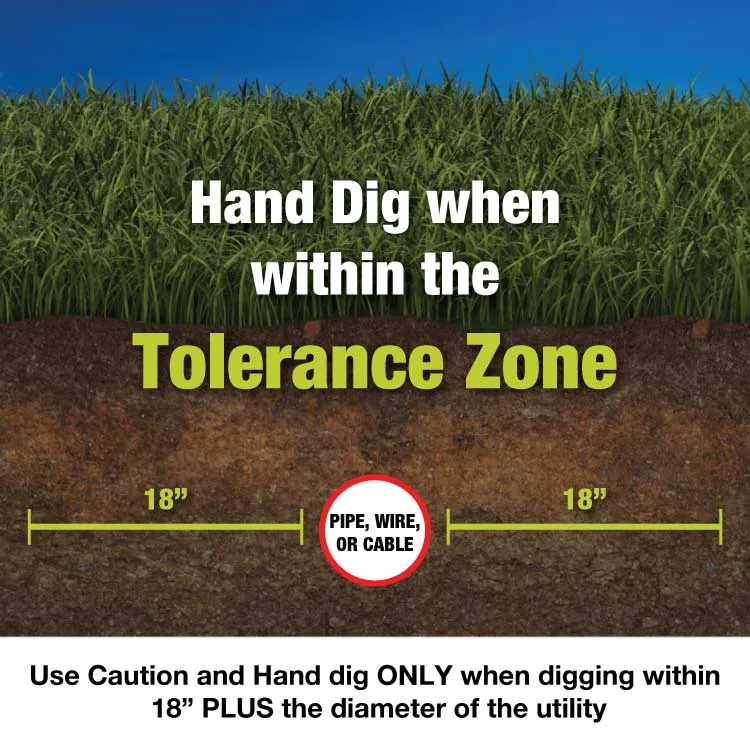 Hand Dig when
within the
Tolerance Zone
18”
18”
PIPE, WIRE,
OR CABLE
Use Caution and Hand dig ONLY when digging within
18” PLUS the diameter of the utility